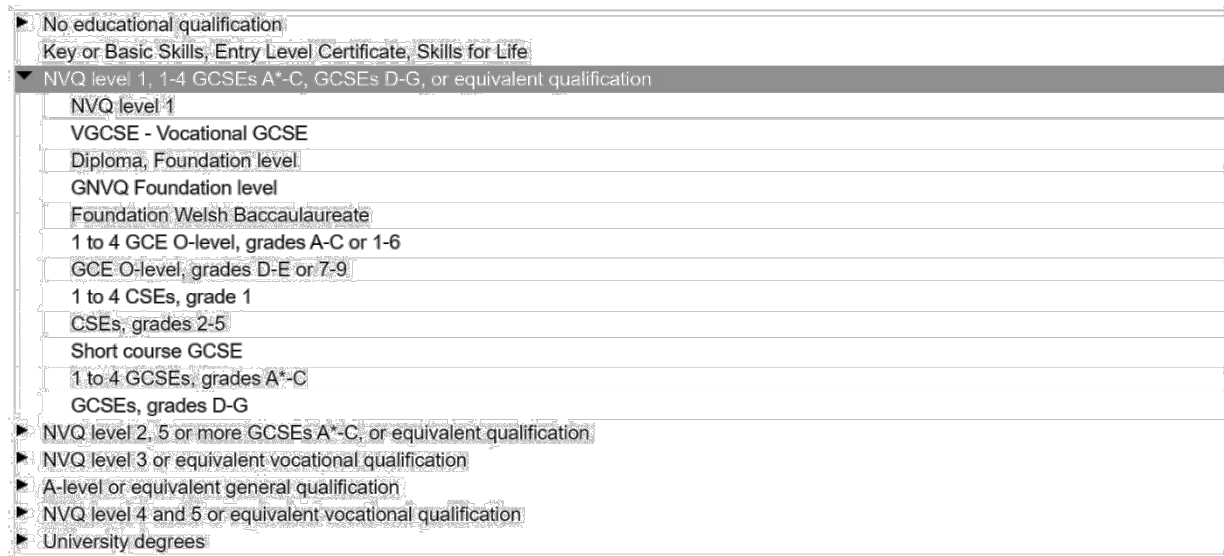 No educational qualification
Key or Basic Skills, Entry Level Certificate, Skills for Life
NVQ level 1, 1-4 GCSEs A*-C, GCSEs D-G, or equivalent qualification
NVQ level 1
VGCSE - Vocational GCSE
Diploma, Foundation level
GNVQ Foundation level
Foundation Welsh Baccaulaureate
1 to 4 GCE O-level, grades A-C or 1-6
GCE O-level, grades D-E or 7-9
1 to 4 CSEs, grade 1
CSEs, grades 2-5
Short course GCSE
1 to 4 GCSEs, grades A*-C
GCSEs, grades D-G
NVQ level 2, 5 or more GCSEs A*-C, or equivalent qualification
NVQ level 3 or equivalent vocational qualification
A-level or equivalent general qualification
NVQ level 4 and 5 or equivalent vocational qualification
University degrees